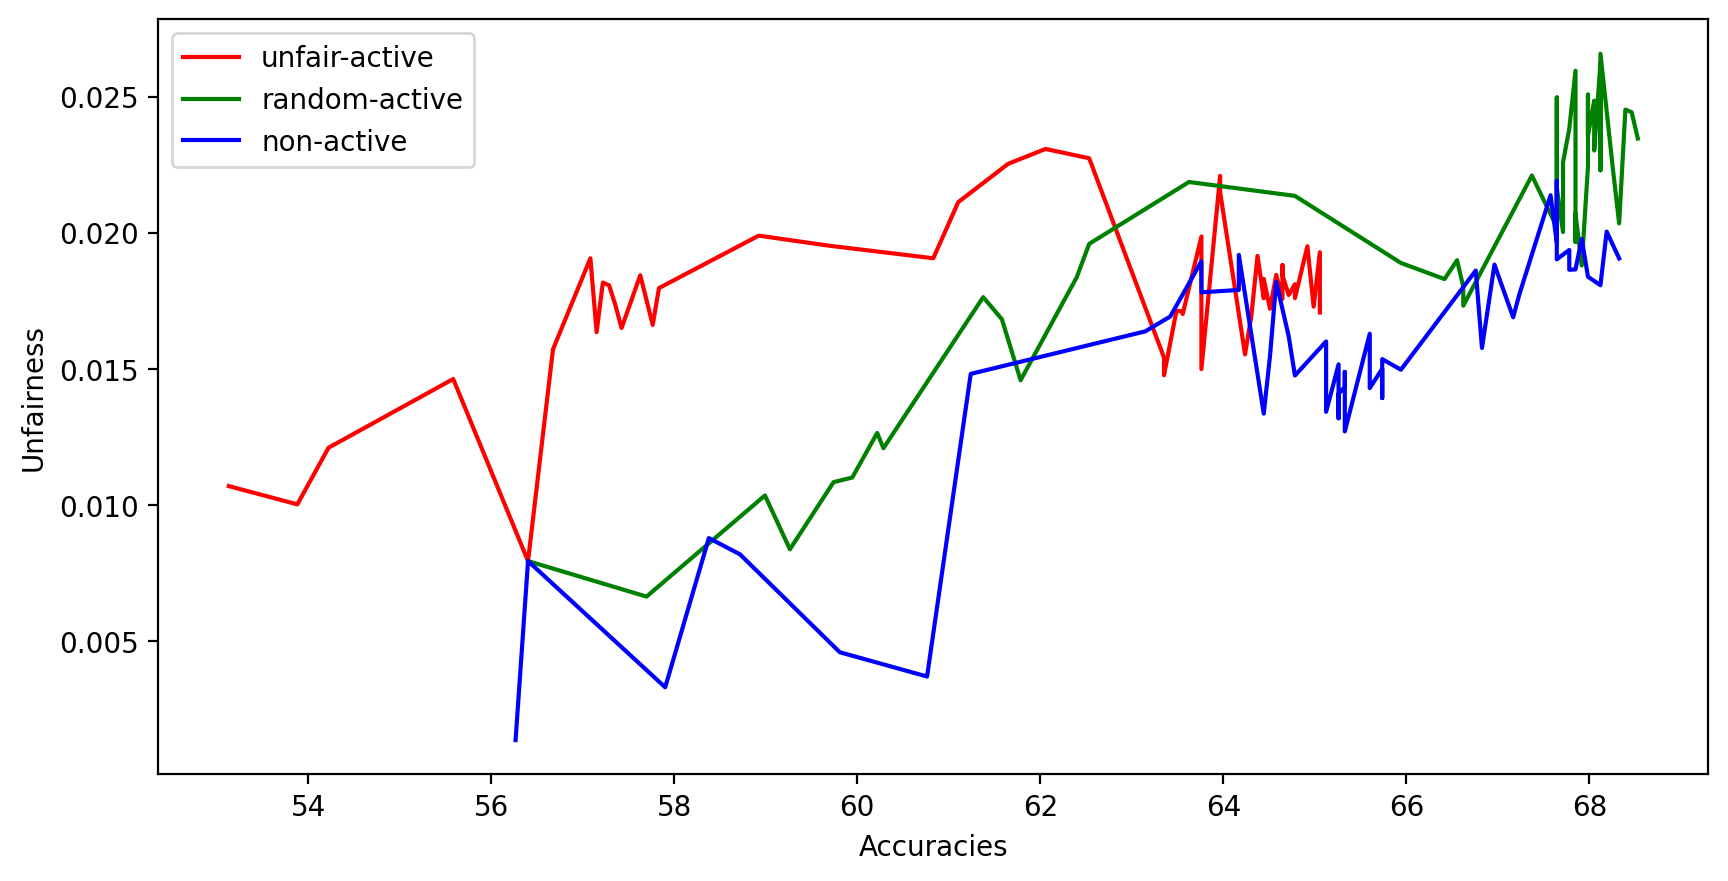 unfair-active
random-active
non-active
Unfairness
0.025
0.020
0.015
0.010
0.005
54 56 58 60 62 64 66 68
Accuracies